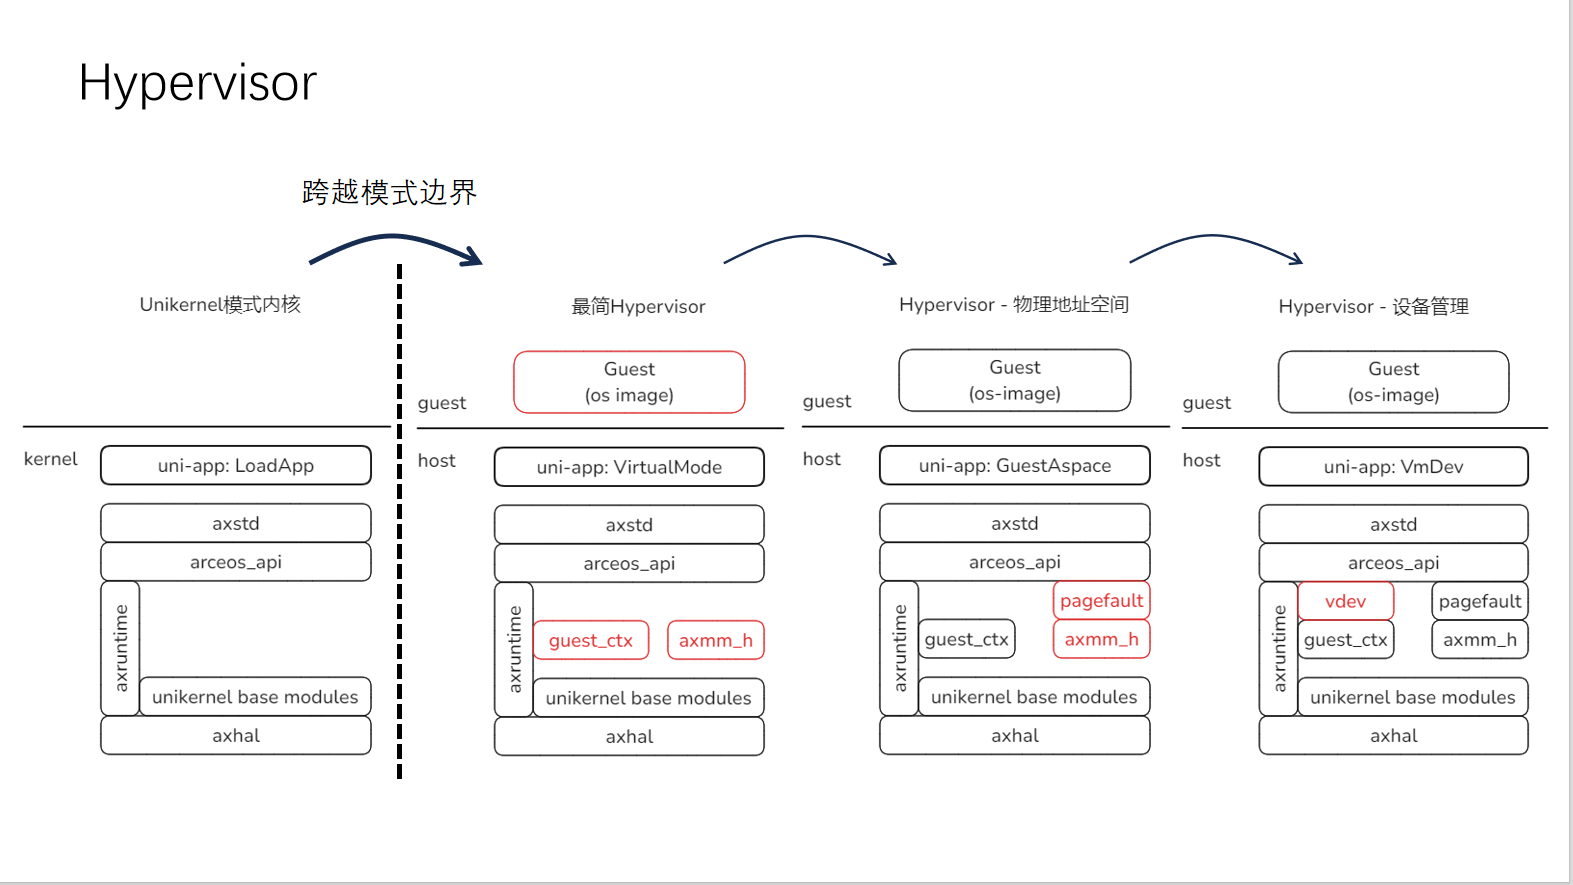 Hypervisor
跨越模式边界
Unikernel模式内核
kernel
uni-app: LoadApp
axstd
arceos_api
axruntime
unikernel base modules
axhal
最简Hypervisor
Guest
(os image)
guest
host
uni-app: VirtualMode
axstd
arceos_api
axruntime
guest_ctx
axmm_h
unikernel base modules
axhal
Hypervisor - 物理地址空间
Guest
(os-image)
guest
host
uni-app: GuestAspace
axstd
arceos_api
axruntime
pagefault
guest_ctx
axmm_h
unikernel base modules
axhal
Hypervisor - 设备管理
Guest
(os-image)
guest
host
uni-app: VmDev
axstd
arceos_api
axruntime
vdev
pagefault
guest_ctx
axmm_h
unikernel base modules
axhal